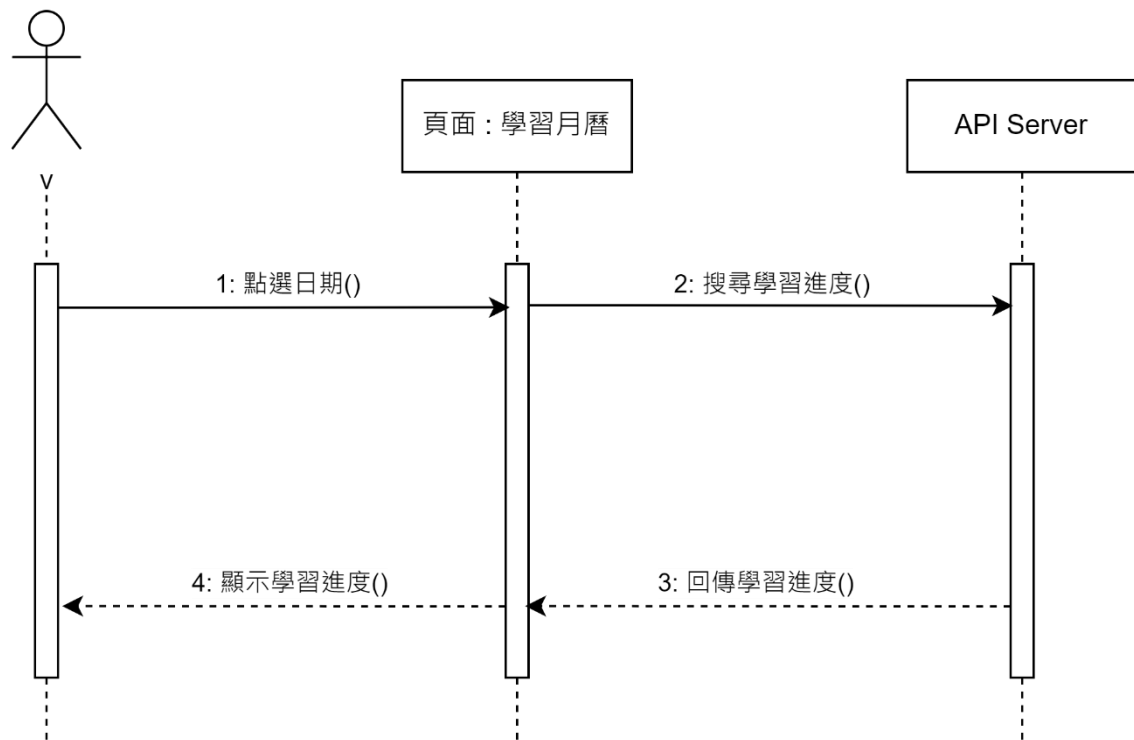 v
頁面 : 學習月曆
API Server
1: 點選日期()
2: 搜尋學習進度()
4: 顯示學習進度()
3: 回傳學習進度()